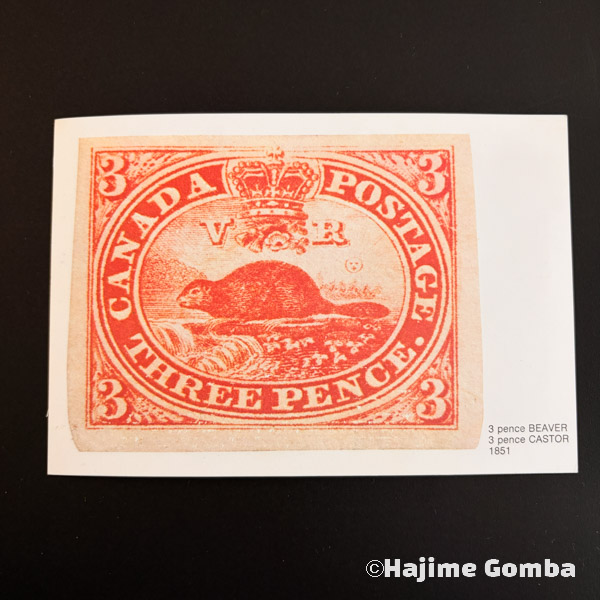 3 3
CANADA POSTAGE
V R
THREE PENCE.
3 3
3 pence BEAVER
3 pence CASTOR
1851
©Hajime Gomba